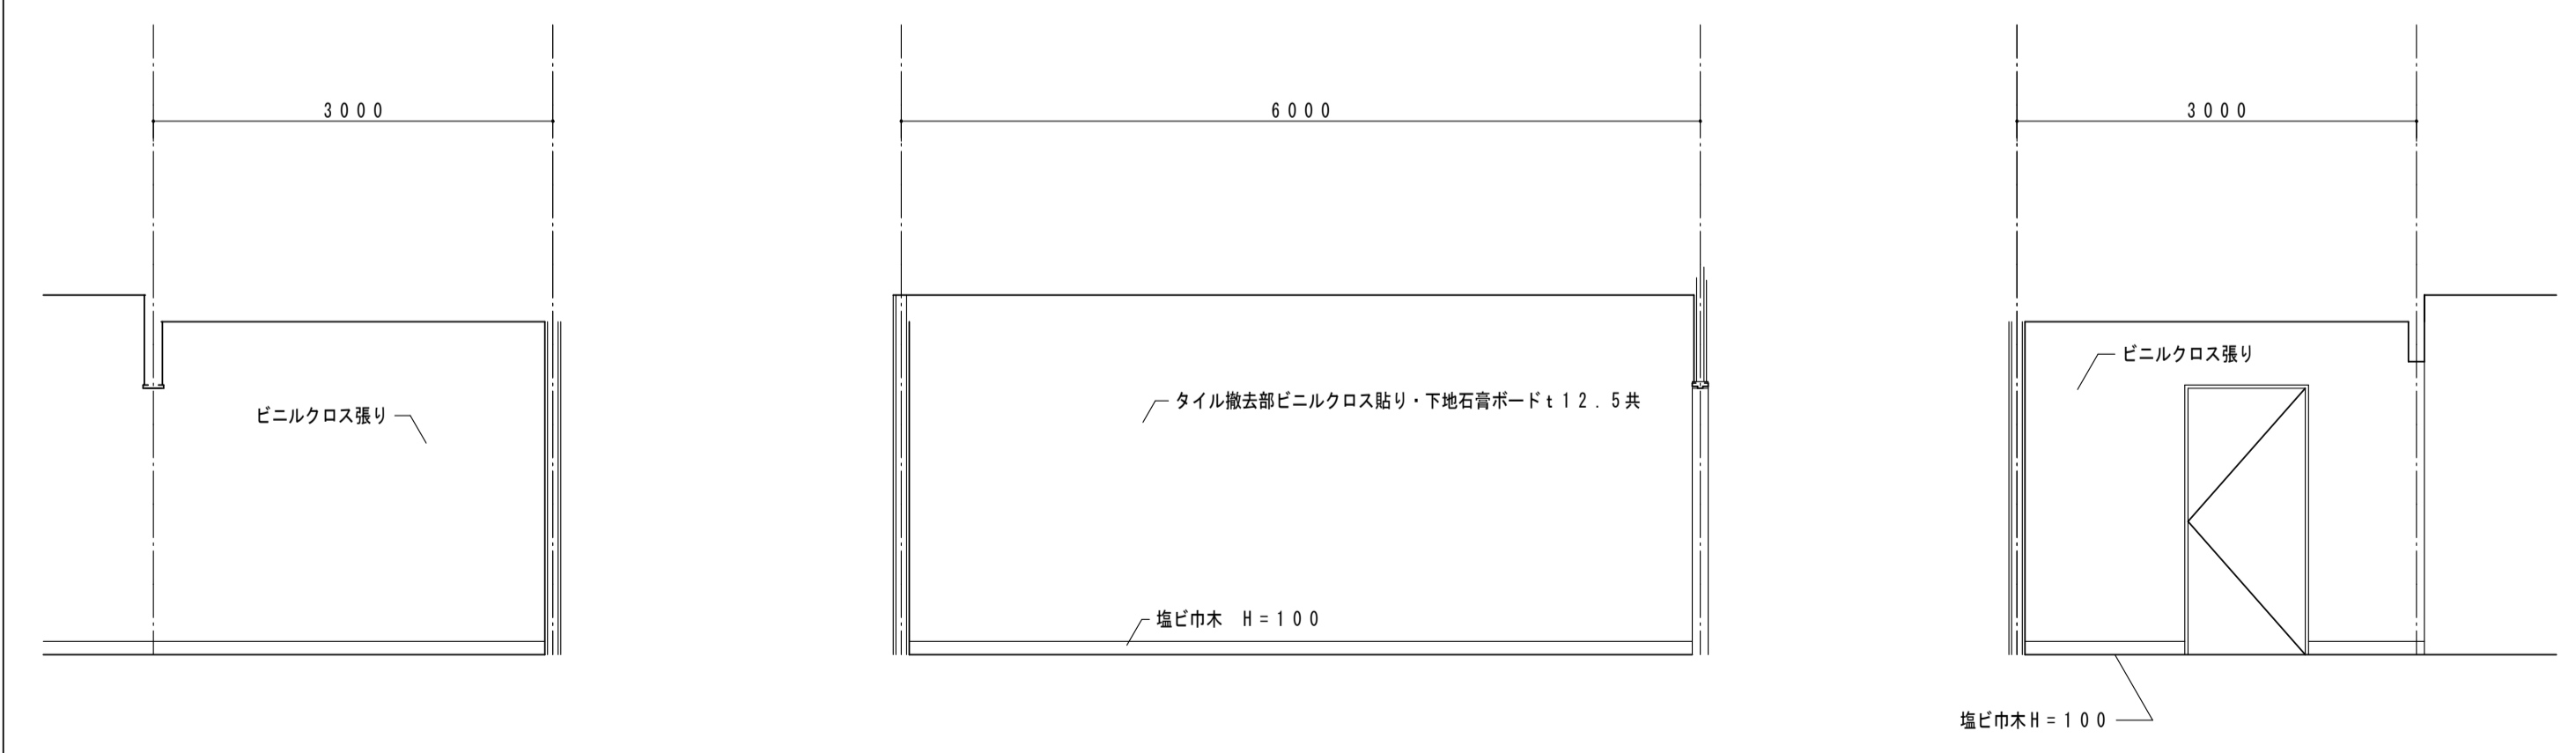 3000
6000
3000
ビニルクロス張り
タイル撤去部ビニルクロス貼り・下地石膏ボードt12.5共
ビニルクロス張り
塩ビ巾木 H=100
塩ビ巾木H=100